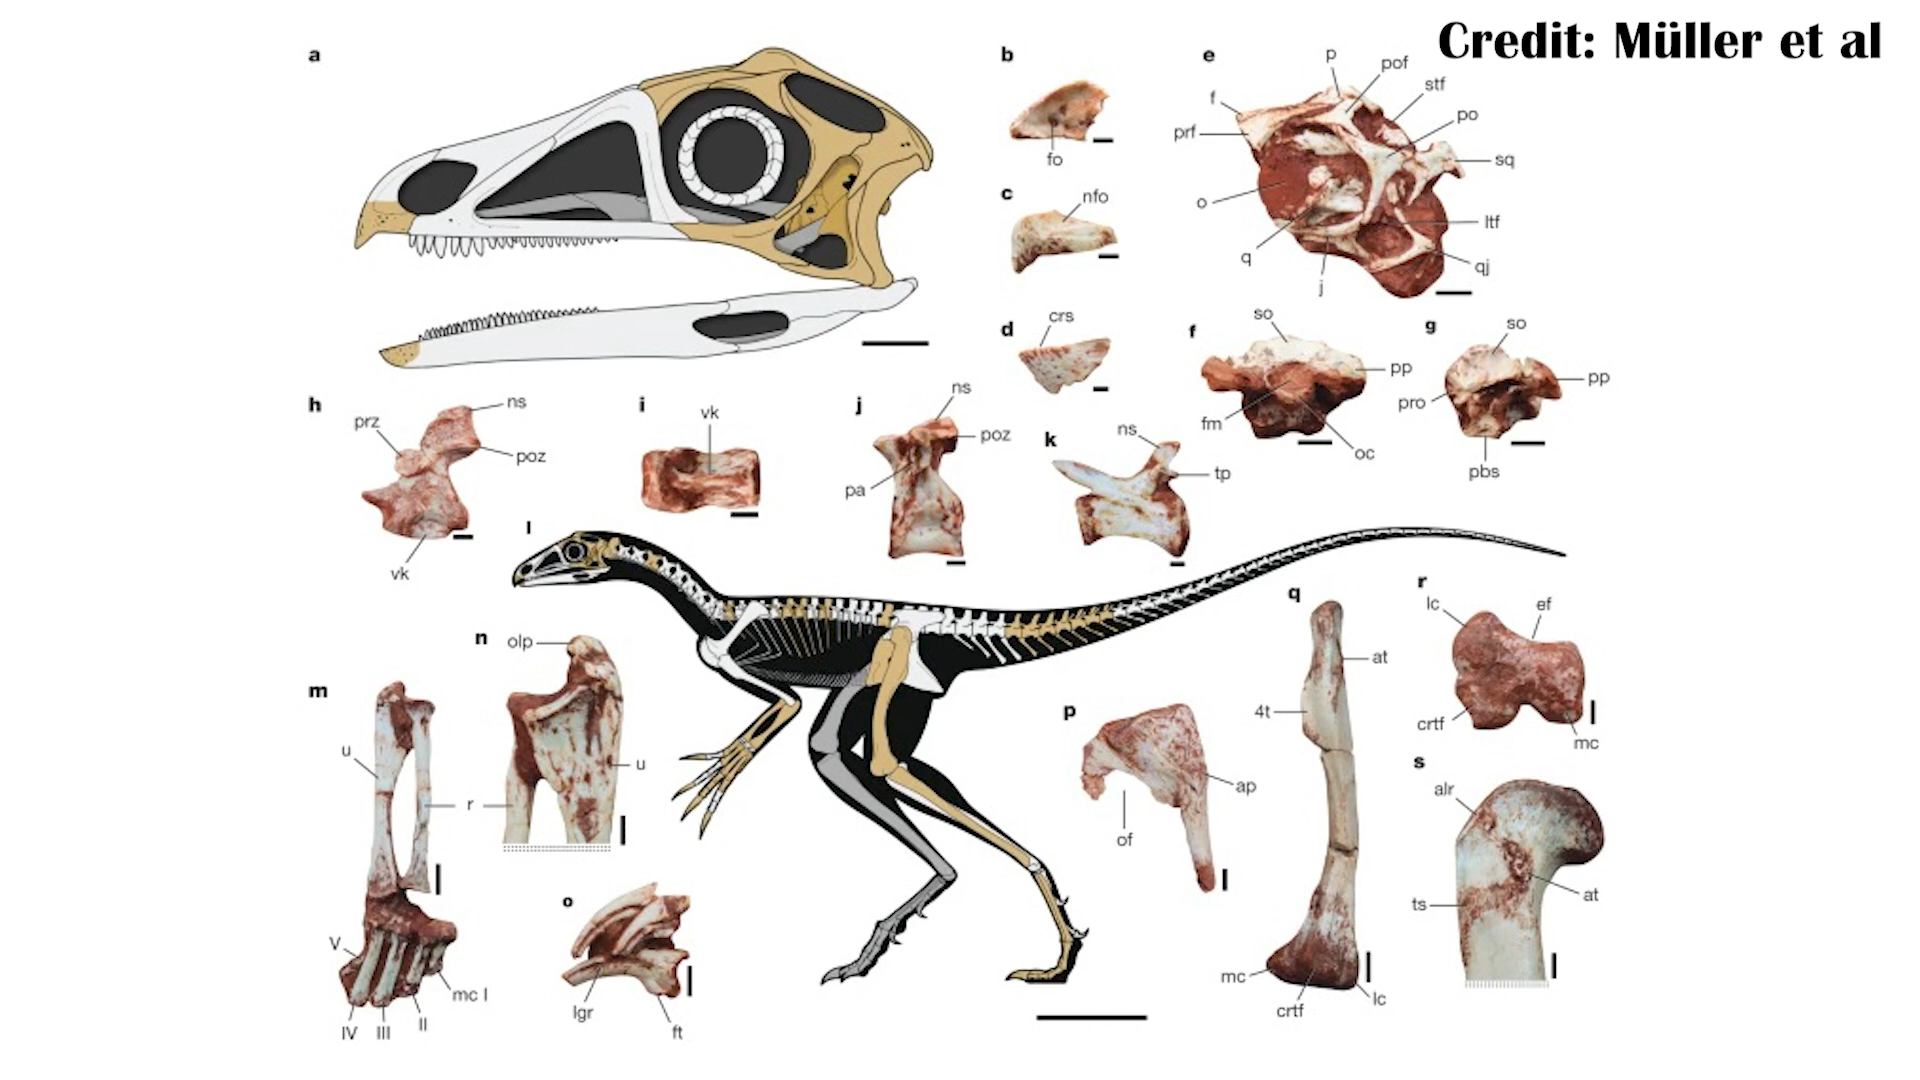 Credit: Müller et al
a
b
fo
c
nfo
d
crs
e
p
pof
stf
f
po
prf
sq
o
ltf
q
qj
j
f
so
pp
fm
oc
g
so
pp
pro
pbs
h
ns
prz
poz
vk
i
vk
j
ns
poz
pa
k
ns
tp
l
m
u
r
V
mc I
IV
III
II
n
olp
u
o
lgr
ft
p
ap
of
q
at
4t
mc
lc
crtf
r
lc
ef
crtf
mc
s
alr
ts
at